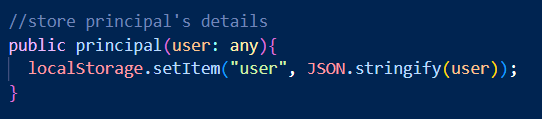 //store principal's details
public principal(user: any){
  localStorage.setItem("user", JSON.stringify(user));
}